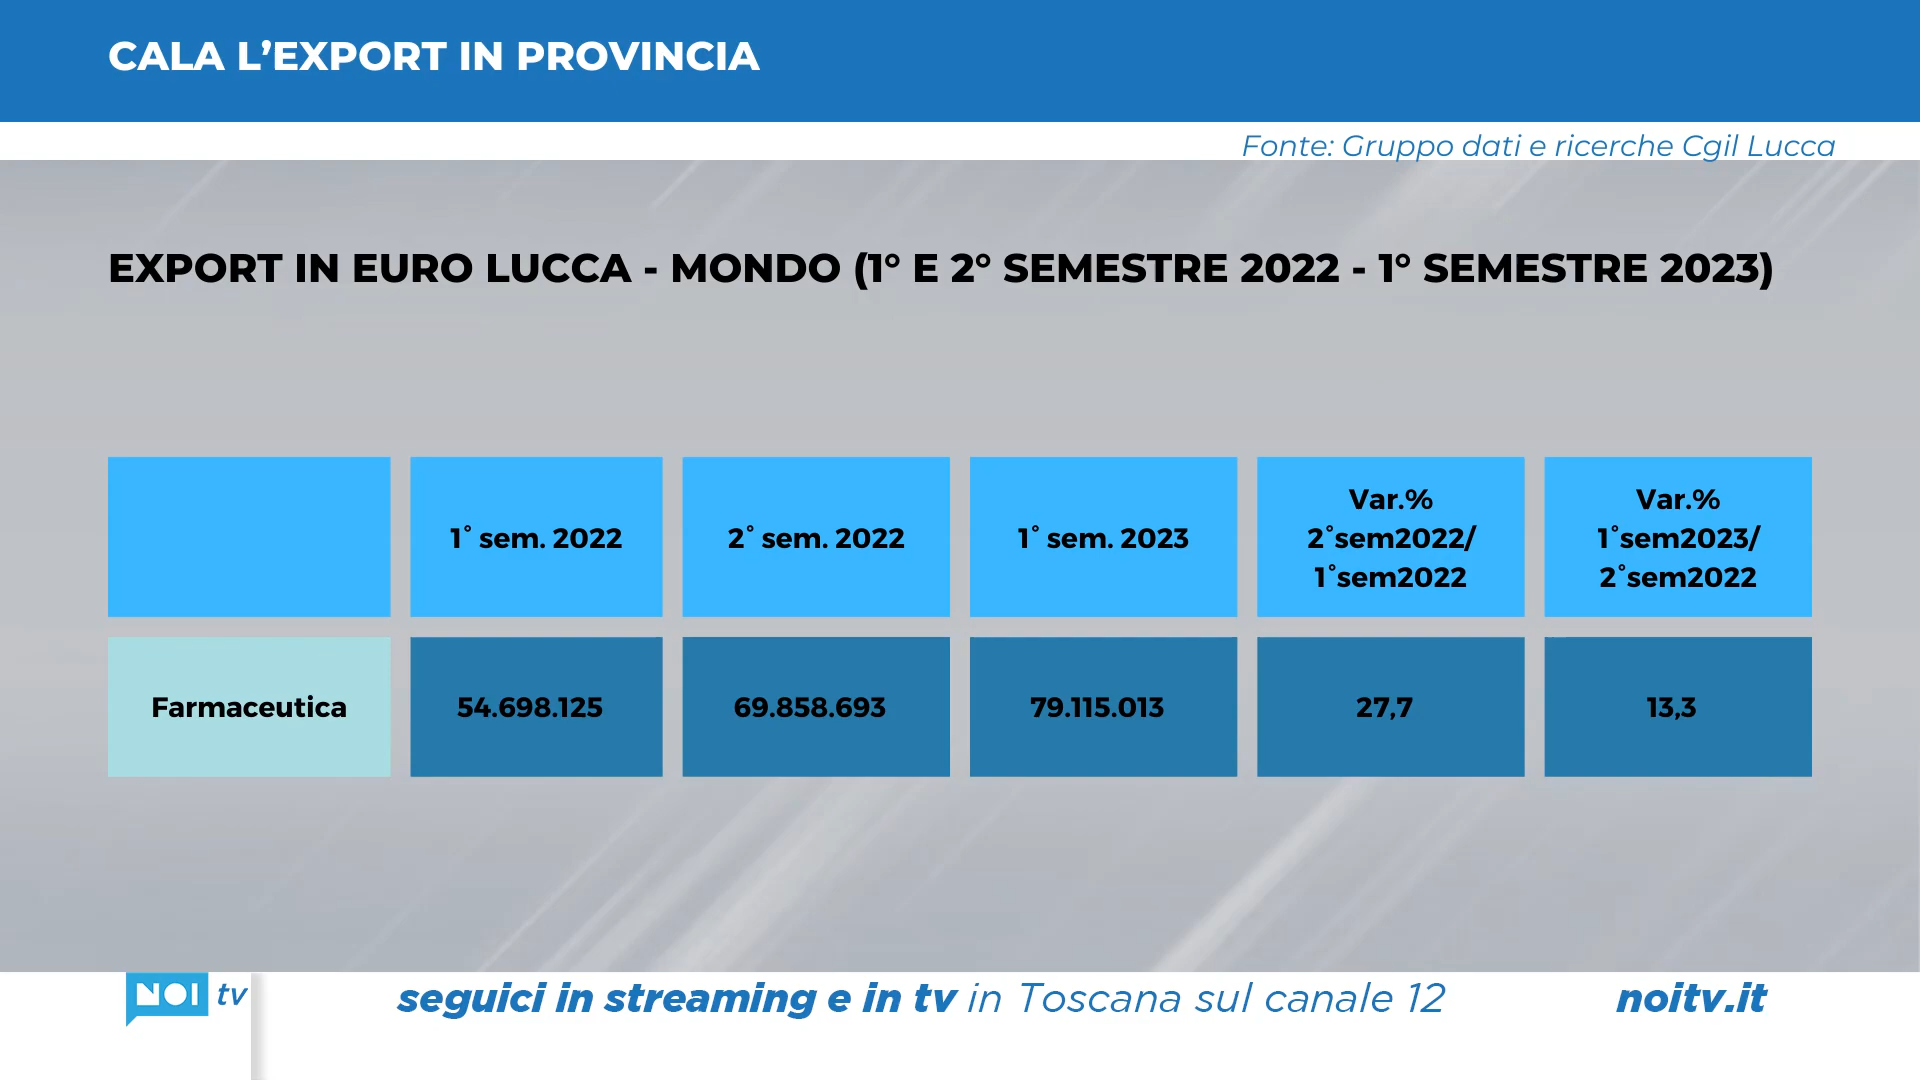 CALA L’EXPORT IN PROVINCIA
Fonte: Gruppo dati e ricerche Cgil Lucca
EXPORT IN EURO LUCCA - MONDO (1° E 2° SEMESTRE 2022 - 1° SEMESTRE 2023)
1˚ sem. 2022
2˚ sem. 2022
1˚ sem. 2023
Var.%
2˚sem2022/
1˚sem2022
Var.%
1˚sem2023/
2˚sem2022
Farmaceutica
54.698.125
69.858.693
79.115.013
27,7
13,3
NOI tv
seguici in streaming e in tv in Toscana sul canale 12
noitv.it